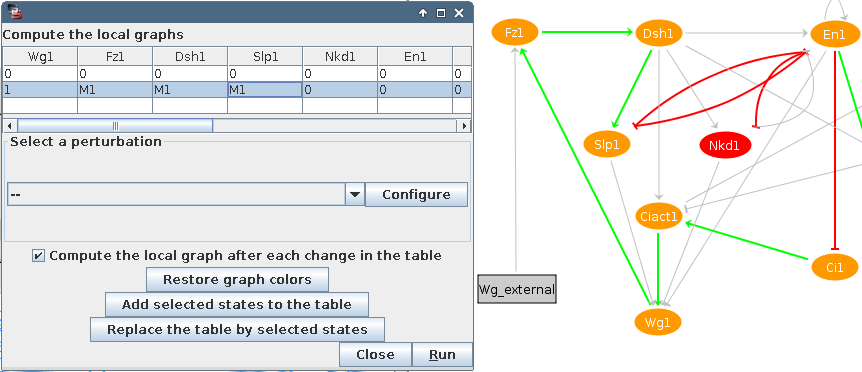 Compute the local graphs
Wg1 Fz1 Dsh1 Slp1 Nkd1 En1
0 0 0 0 0 0 0
1 M1 M1 M1 0 0 0
Select a perturbation
--
Configure
Compute the local graph after each change in the table
Restore graph colors
Add selected states to the table
Replace the table by selected states
Close Run
Fz1 Dsh1 En1
Slp1 Nkd1
Ciact1
Ci1
Wg_external
Wg1